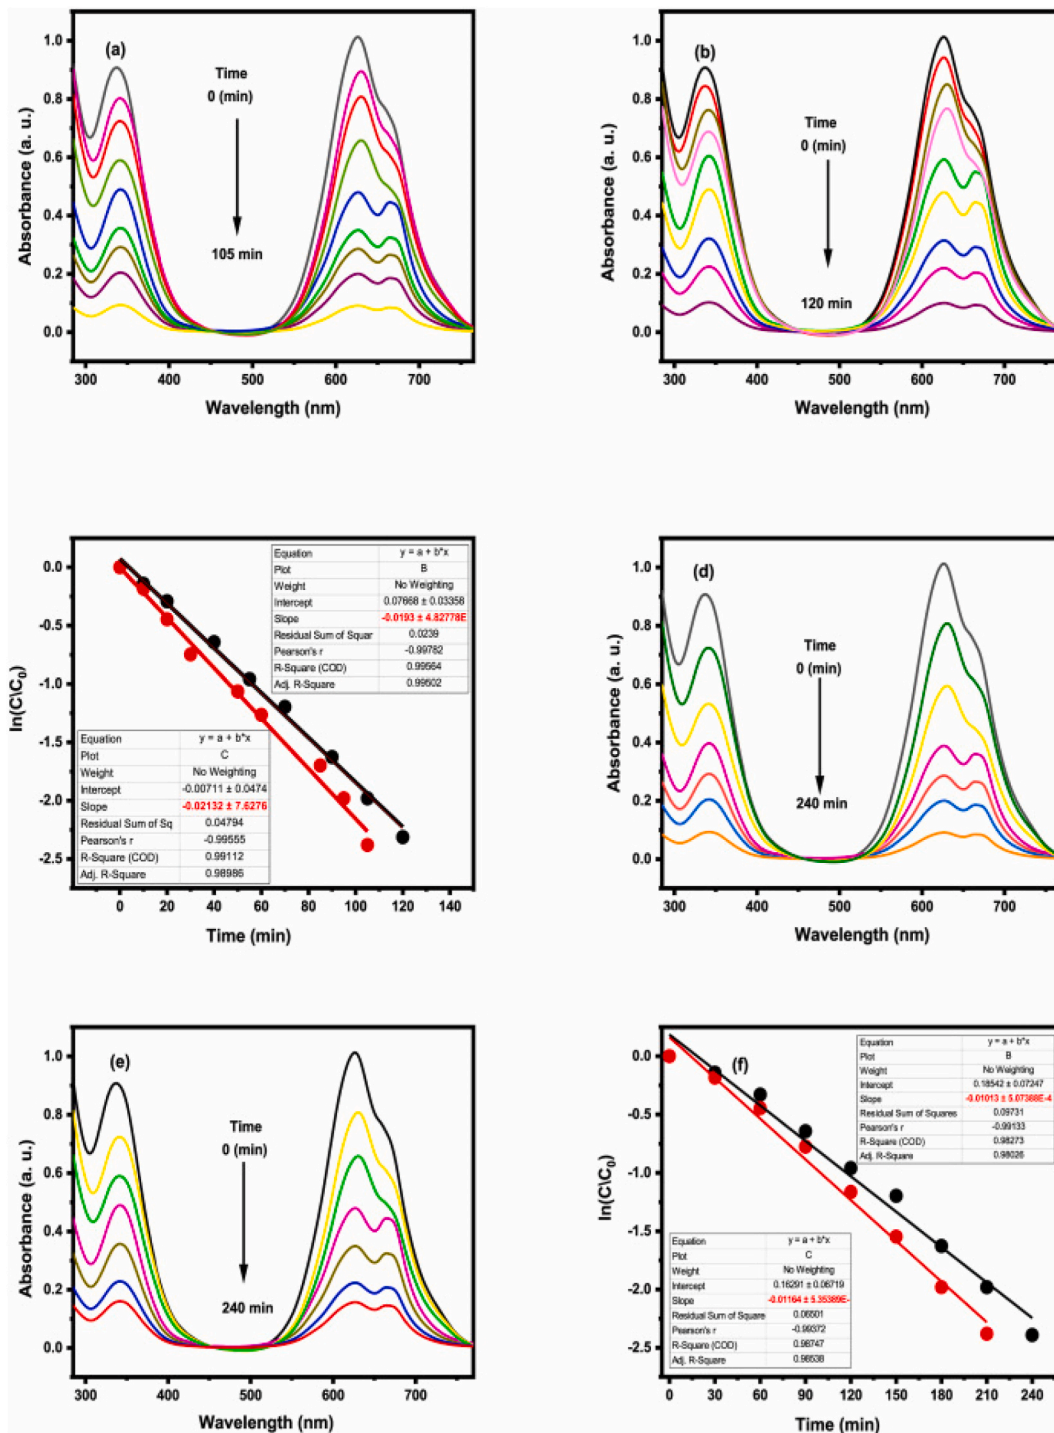 (a)
Time
0 (min)
105 min
1.0
0.8
0.6
0.4
0.2
0.0
Absorbance (a. u.)
300 400 500 600 700
Wavelength (nm)
(b)
Time
0 (min)
120 min
1.0
0.8
0.6
0.4
0.2
0.0
Absorbance (a. u.)
300 400 500 600 700
Wavelength (nm)
0.0
-0.5
-1.0
-1.5
-2.0
-2.5
ln(C\C0)
Equation y = a + b*x
Plot B
Weight No Weighting
Intercept 0.07668 ± 0.03358
Slope -0.0193 ± 4.82778E
Residual Sum of Squar 0.0239
Pearson's r -0.99782
R-Square (COD) 0.99564
Adj. R-Square 0.99502
Equation y = a + b*x
Plot C
Weight No Weighting
Intercept -0.00711 ± 0.0474
Slope -0.02132 ± 7.6276
Residual Sum of Sq 0.04794
Pearson's r -0.99555
R-Square (COD) 0.99112
Adj. R-Square 0.98986
0 20 40 60 80 100 120 140
Time (min)
(d)
Time
0 (min)
240 min
1.0
0.8
0.6
0.4
0.2
0.0
Absorbance (a. u.)
300 400 500 600 700
Wavelength (nm)
(e)
Time
0 (min)
240 min
1.0
0.8
0.6
0.4
0.2
0.0
Absorbance (a. u.)
300 400 500 600 700
Wavelength (nm)
(f)
0.0
-0.5
-1.0
-1.5
-2.0
-2.5
ln(C\C0)
Equation y = a + b*x
Plot B
Weight No Weighting
Intercept 0.18542 ± 0.07247
Slope -0.01013 ± 5.07388E-4
Residual Sum of Squares 0.09731
Pearson's r -0.99133
R-Square (COD) 0.98273
Adj. R-Square 0.98026
Equation y = a + b*x
Plot C
Weight No Weighting
Intercept 0.16291 ± 0.06719
Slope -0.01164 ± 5.35389E-
Residual Sum of Square 0.06501
Pearson's r -0.99372
R-Square (COD) 0.98747
Adj. R-Square 0.98538
0 30 60 90 120 150 180 210 240
Time (min)